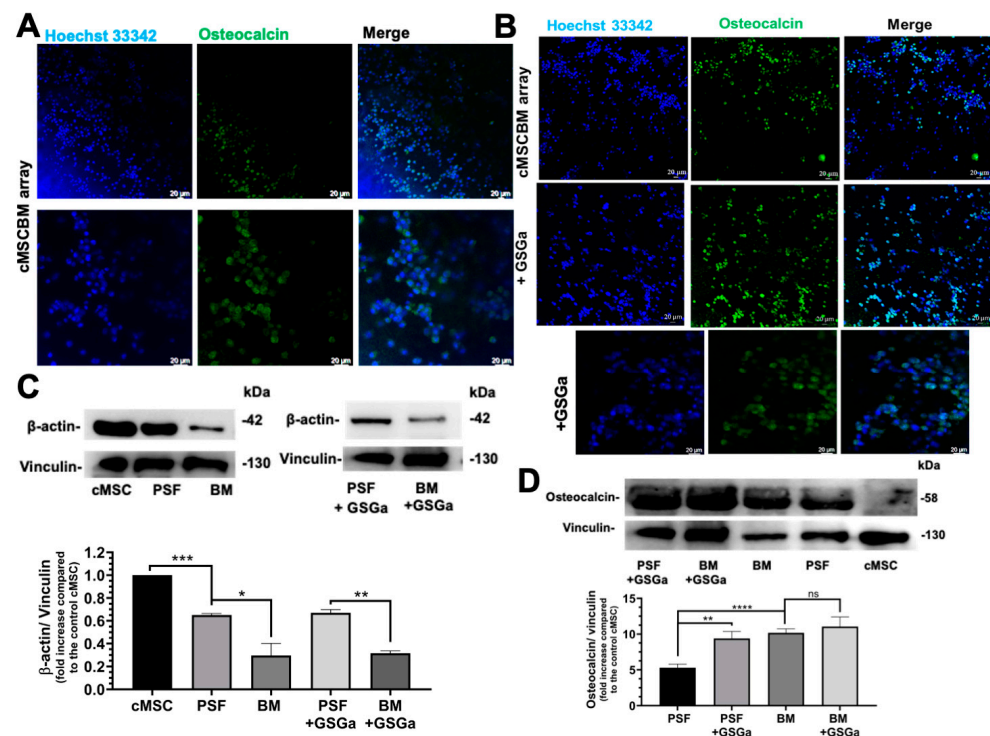 A
Hoechst 33342 Osteocalcin Merge
cMSCBM array
20 µm 20 µm 20 µm
20 µm 20 µm 20 µm
B
Hoechst 33342 Osteocalcin Merge
cMSCBM array
20 µm 20 µm 20 µm
+ GSGa
20 µm 20 µm 20 µm
+GSGa
20 µm 20 µm 20 µm
C
kDa
β-actin- -42
Vinculin- -130
cMSC PSF BM
kDa
β-actin- -42
Vinculin- -130
PSF BM
+ GSGa +GSGa
β-actin/ Vinculin
(fold increase compared
to the control cMSC)
1.2
1.0
0.8
0.6
0.4
0.2
0.0
*** * **
cMSC PSF BM PSF BM
+GSGa +GSGa
D
kDa
Osteocalcin- -58
Vinculin- -130
PSF BM BM PSF cMSC
+GSGa +GSGa
Osteocalcin/ vinculin
(fold increase compared
to the control cMSC)
15
10
5
0
** **** ns
PSF PSF BM BM
+GSGa +GSGa